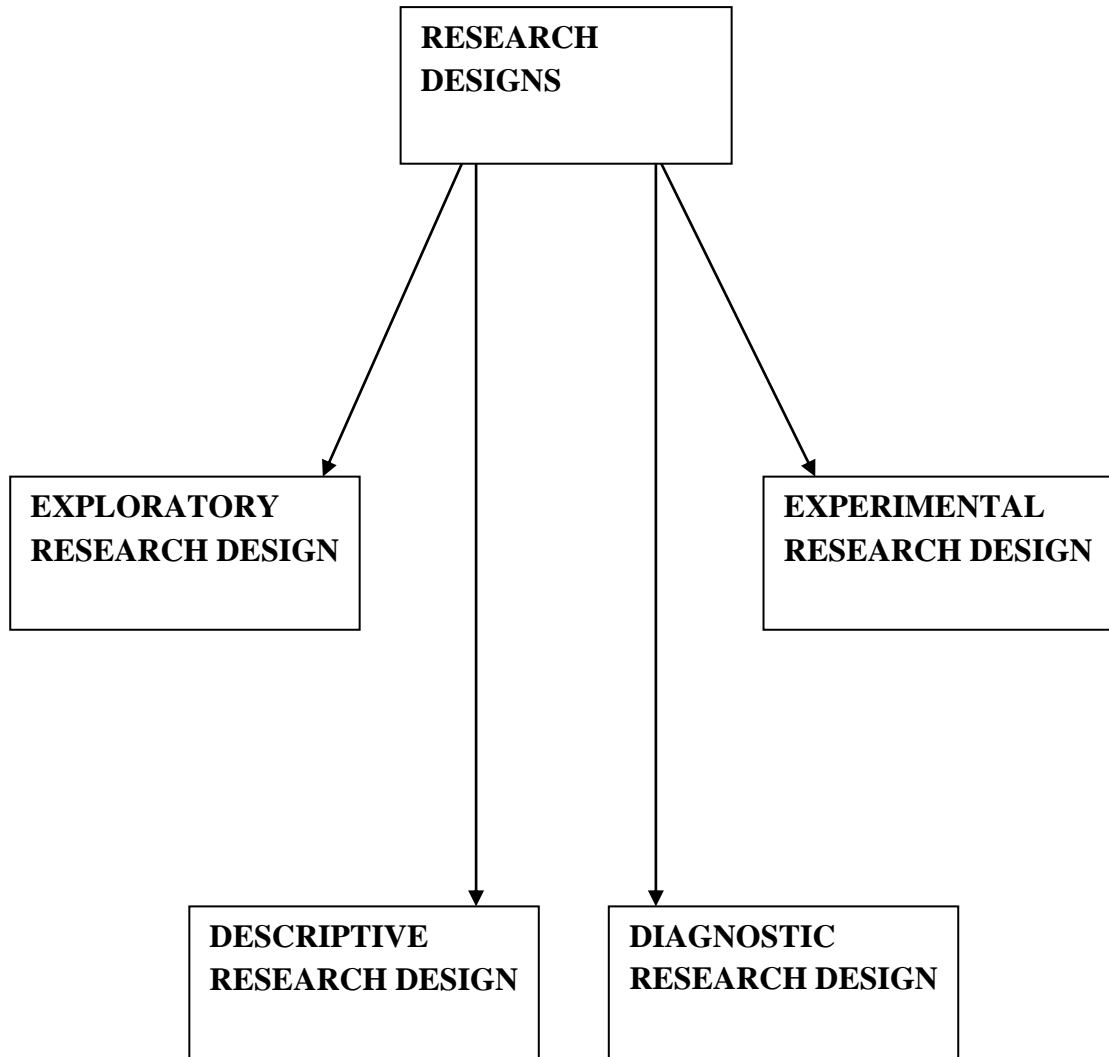 RESEARCH
DESIGNS
EXPLORATORY
RESEARCH DESIGN
EXPERIMENTAL
RESEARCH DESIGN
DESCRIPTIVE
RESEARCH DESIGN
DIAGNOSTIC
RESEARCH DESIGN